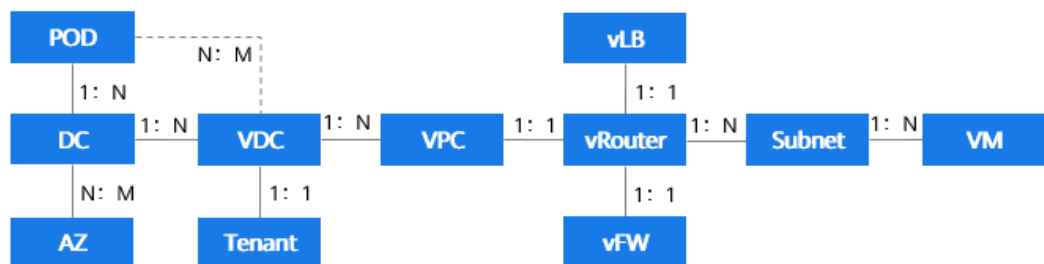 POD
vLB
N: M
1: N
1: 1
DC
1: N
VDC
1: N
VPC
1: 1
vRouter
1: N
Subnet
1: N
VM
N: M
1: 1
1: 1
AZ
Tenant
vFW